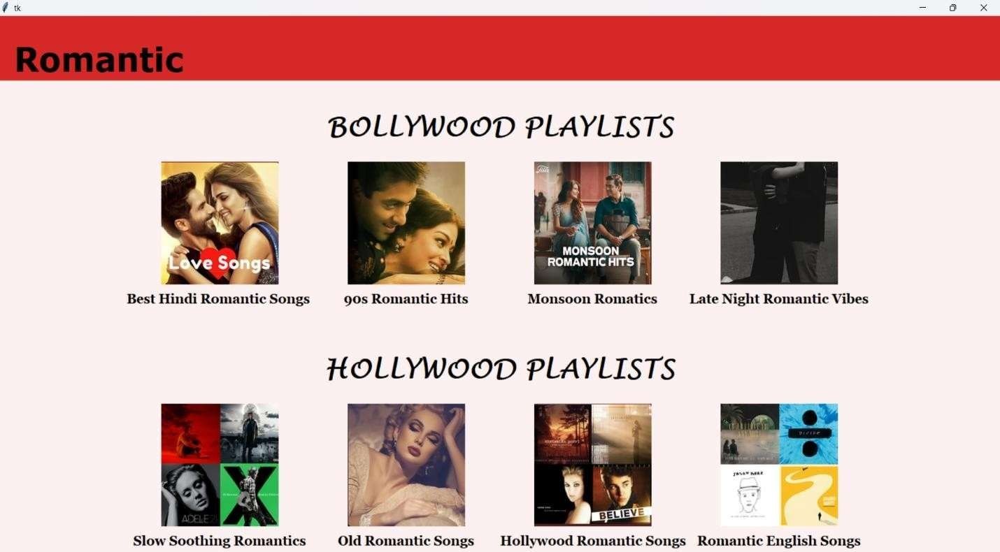 tk
Romantic
BOLLYWOOD PLAYLISTS
Love Songs
MONSOON
ROMANTIC HITS
Best Hindi Romantic Songs
90s Romantic Hits
Monsoon Romatics
Late Night Romantic Vibes
HOLLYWOOD PLAYLISTS
ADELE 21
BELIEVE
JASON MRAZ
Slow Soothing Romantics
Old Romantic Songs
Hollywood Romantic Songs
Romantic English Songs